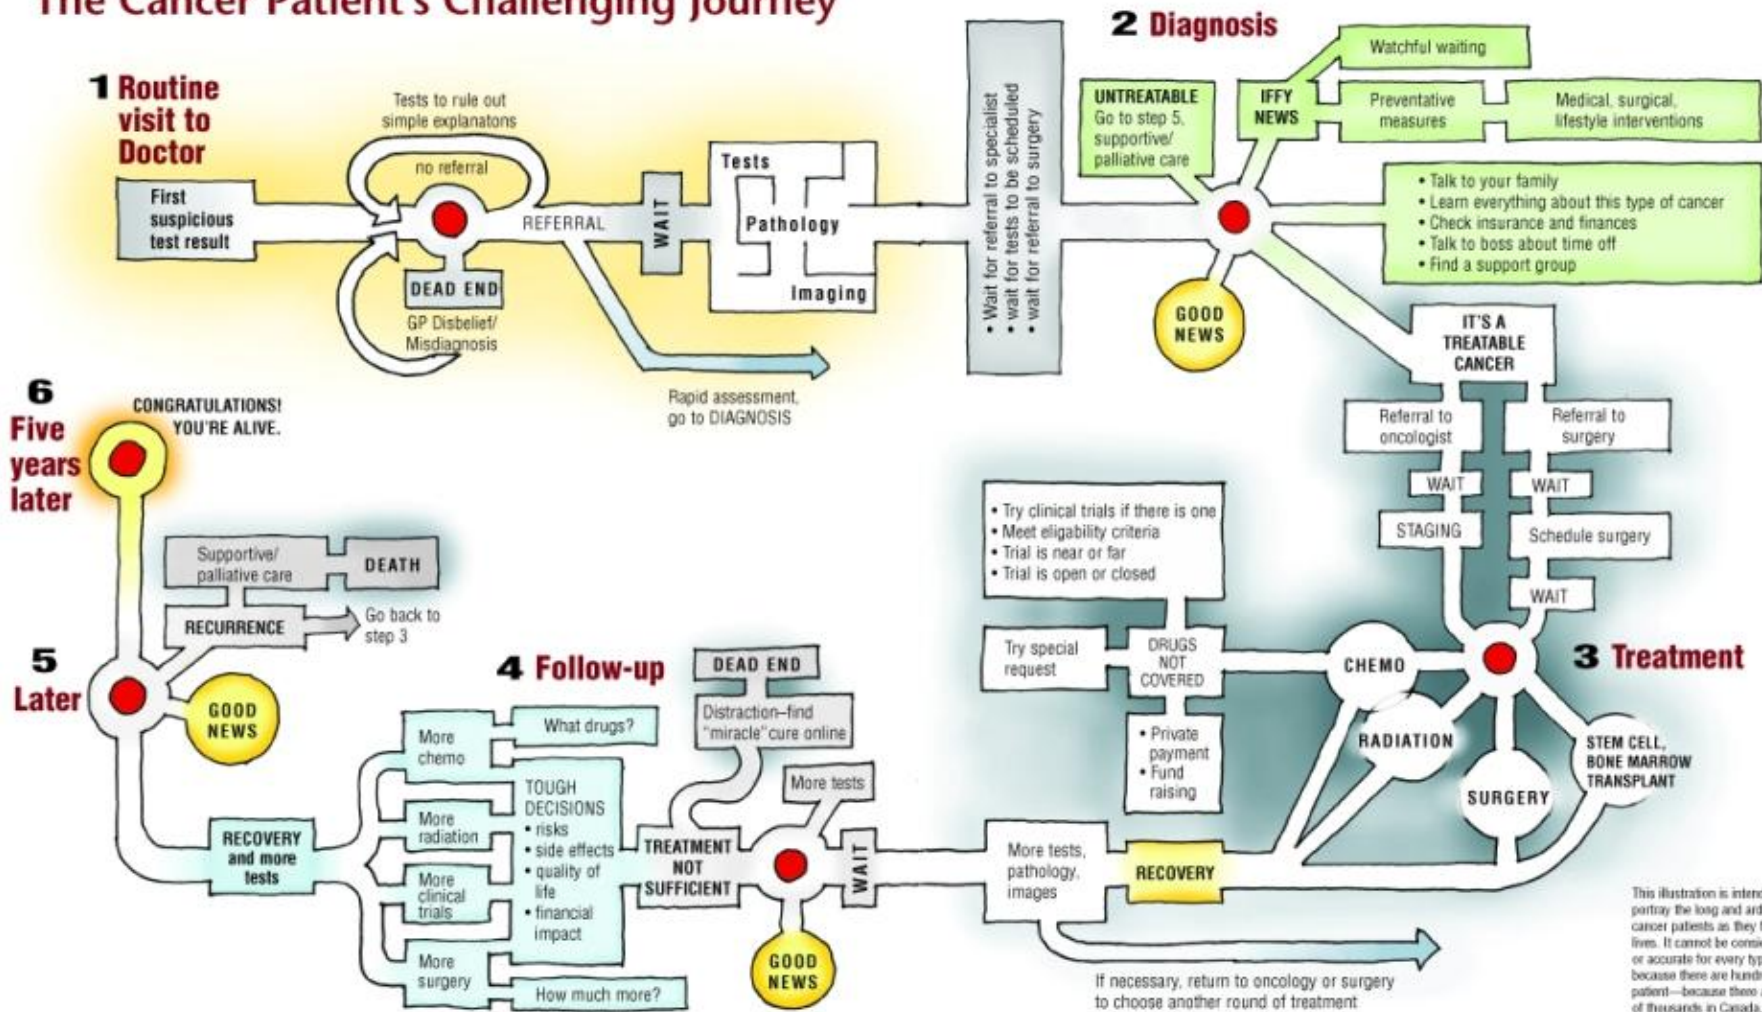 The Cancer Patient's Challenging Journey
1 Routine
visit to
Doctor
First
suspicious
test result
Tests to rule out
simple explanatons
no referral
DEAD END
GP Disbelief/
Misdiagnosis
REFERRAL
WAIT
Tests
Pathology
Imaging
Rapid assessment,
go to DIAGNOSIS
• Wait for referral to specialist
• wait for tests to be scheduled
• wait for referral to surgery
2 Diagnosis
UNTREATABLE
Go to step 5,
supportive/
palliative care
IFFY
NEWS
Watchful waiting
Preventative
measures
Medical, surgical,
lifestyle interventions
• Talk to your family
• Learn everything about this type of cancer
• Check insurance and finances
• Talk to boss about time off
• Find a support group
GOOD
NEWS
IT'S A
TREATABLE
CANCER
Referral to
oncologist
WAIT
STAGING
Referral to
surgery
WAIT
Schedule surgery
WAIT
3 Treatment
CHEMO
RADIATION
SURGERY
STEM CELL,
BONE MARROW
TRANSPLANT
DRUGS
NOT
COVERED
• Try clinical trials if there is one
• Meet eligability criteria
• Trial is near or far
• Trial is open or closed
Try special
request
• Private
payment
• Fund
raising
RECOVERY
More tests,
pathology,
images
If necessary, return to oncology or surgery
to choose another round of treatment
4 Follow-up
WAIT
More tests
GOOD
NEWS
TREATMENT
NOT
SUFFICIENT
DEAD END
Distraction–find
"miracle" cure online
TOUGH
DECISIONS
• risks
• side effects
• quality of
life
• financial
impact
What drugs?
More
chemo
More
radiation
More
clinical
trials
More
surgery
How much more?
RECOVERY
and more
tests
5
Later
GOOD
NEWS
RECURRENCE
Go back to
step 3
Supportive/
palliative care
DEATH
6
Five
years
later
CONGRATULATIONS!
YOU'RE ALIVE.
This illustration is
portray the long and
cancer patients as they
lives. It cannot be
or accurate for every
because there are
patient—because there
of thousands in Canada